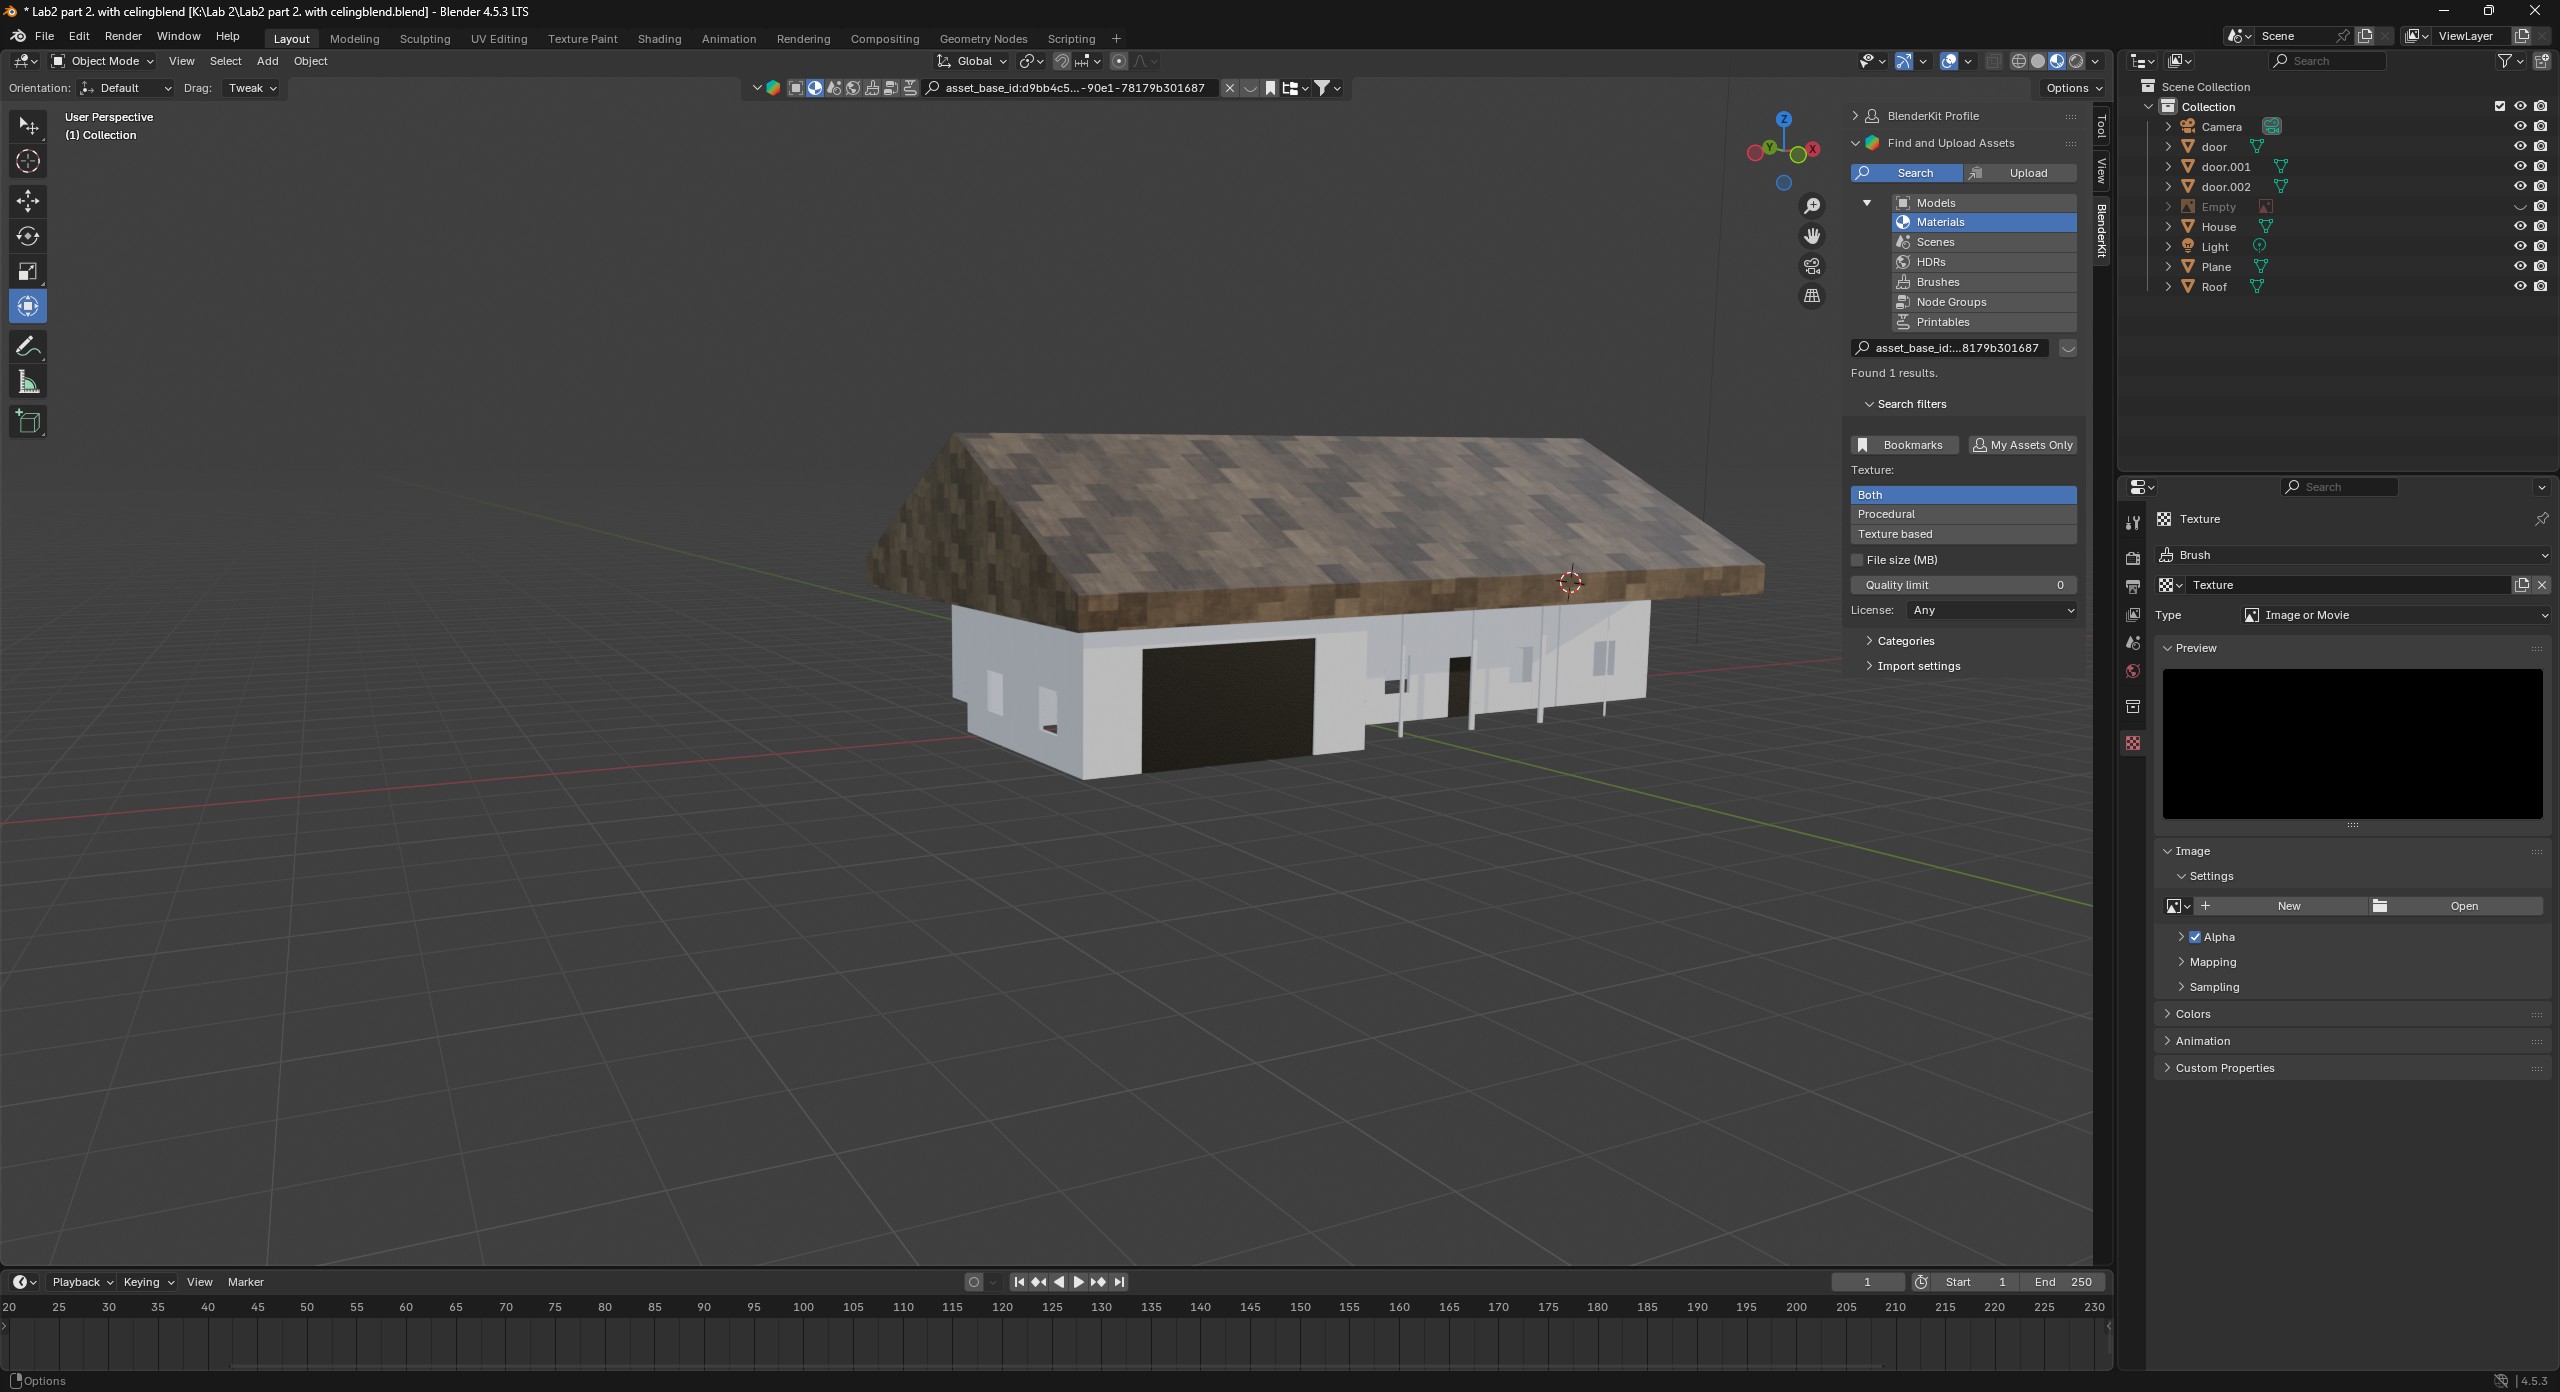 * Lab2 part 2. with celingblend [K:\Lab 2\Lab2 part 2. with celingblend.blend] - Blender 4.5.3 LTS
File Edit Render Window Help Layout Modeling Sculpting UV Editing Texture Paint Shading Animation Rendering Compositing Geometry Nodes Scripting + Scene ViewLayer
Object Mode View Select Add Object Global Search
Orientation: Default Drag: Tweak asset_base_id:d9bb4c5...-90e1-78179b301687 Options
User Perspective
(1) Collection
Z
Y
X
BlenderKit Profile
Find and Upload Assets
Search Upload
Models
Materials
Scenes
HDRs
Brushes
Node Groups
Printables
asset_base_id:...8179b301687
Found 1 results.
Search filters
Bookmarks My Assets Only
Texture:
Both
Procedural
Texture based
File size (MB)
Quality limit 0
License: Any
Categories
Import settings
Tool
View
BlenderKit
Scene Collection
Collection
Camera
door
door.001
door.002
Empty
House
Light
Plane
Roof
Search
Texture
Brush
Texture
Type Image or Movie
Preview
Image
Settings
New Open
Alpha
Mapping
Sampling
Colors
Animation
Custom Properties
Playback Keying View Marker 1 Start 1 End 250
20 25 30 35 40 45 50 55 60 65 70 75 80 85 90 95 100 105 110 115 120 125 130 135 140 145 150 155 160 165 170 175 180 185 190 195 200 205 210 215 220 225 230
Options 4.5.3